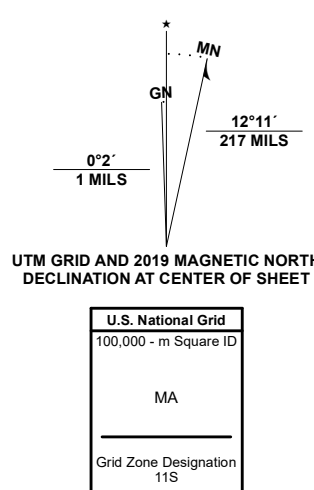 ★
MN
GN
12°11´
217 MILS
0°2´
1 MILS
UTM GRID AND 2019 MAGNETIC NORTH
DECLINATION AT CENTER OF SHEET
U.S. National Grid
100,000 - m Square ID
MA
Grid Zone Designation
11S